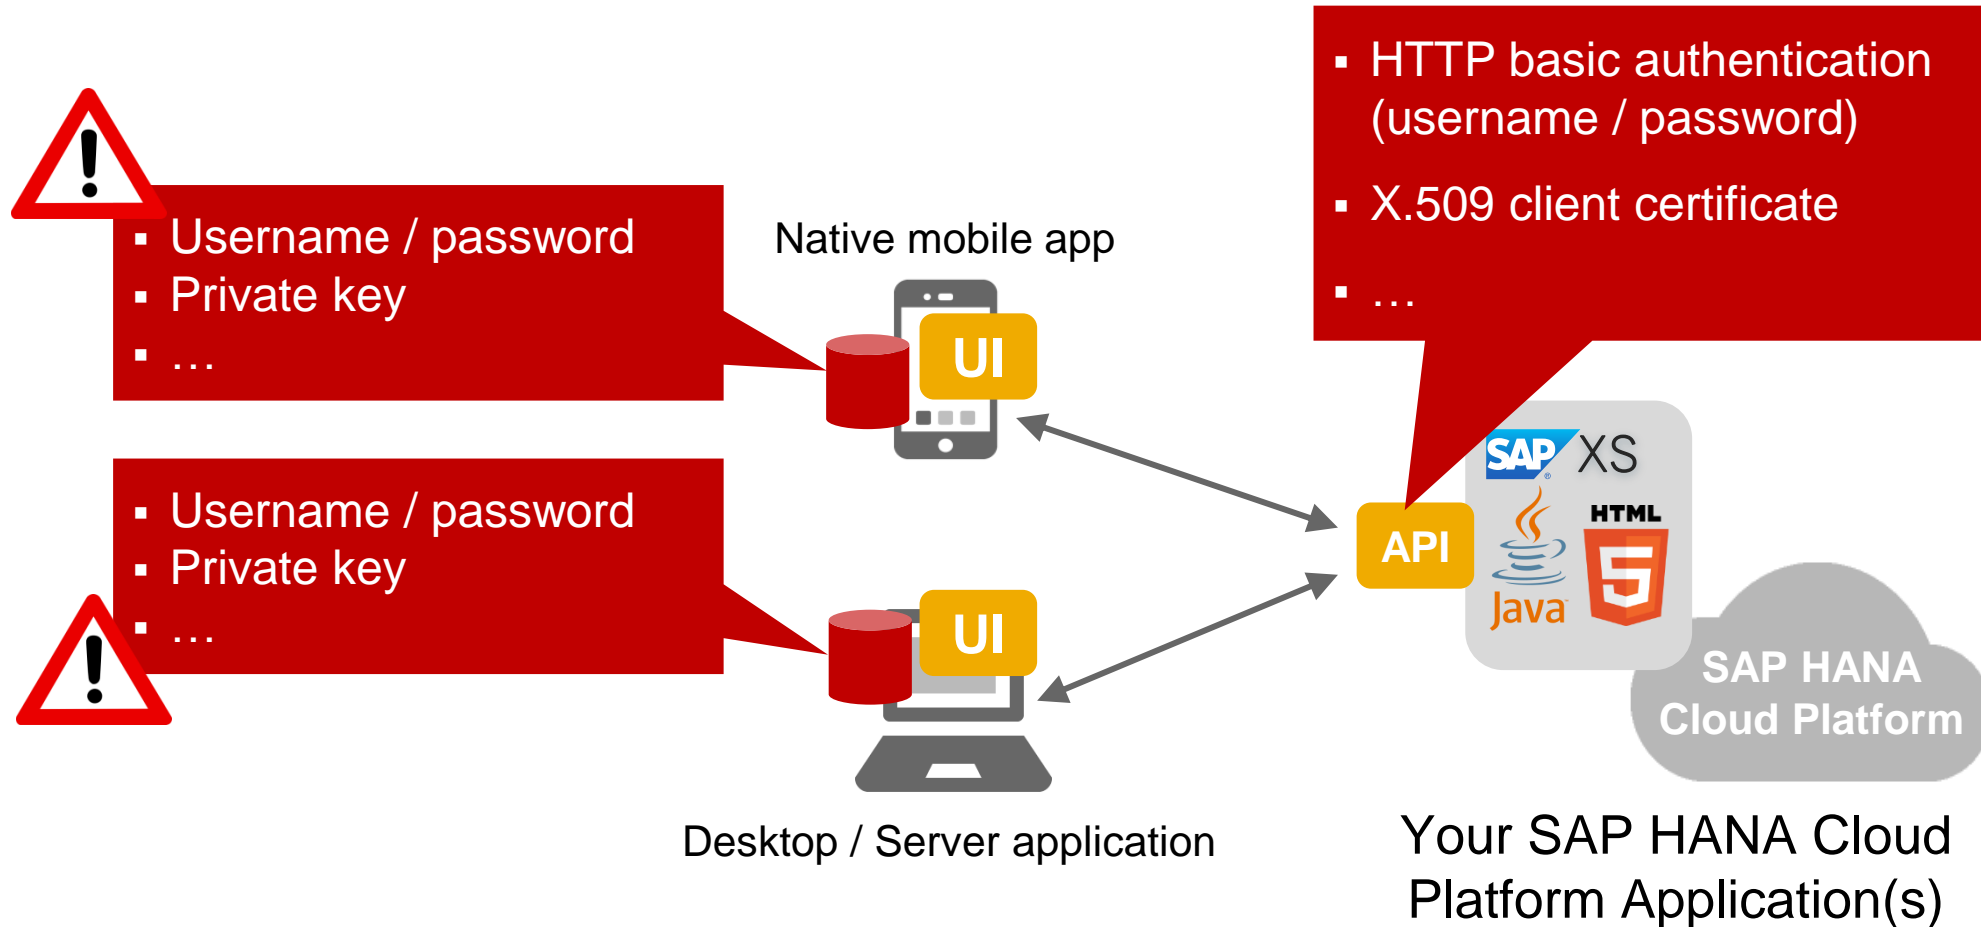 ▪ HTTP basic authentication
(username / password)
▪ X.509 client certificate
▪ …
▪ Username / password
▪ Private key
▪ …
Native mobile app
UI
▪ Username / password
▪ Private key
▪ …
UI
Desktop / Server application
API
SAP ®
XS
Java™
HTML
5
SAP HANA
Cloud Platform
Your SAP HANA Cloud
Platform Application(s)